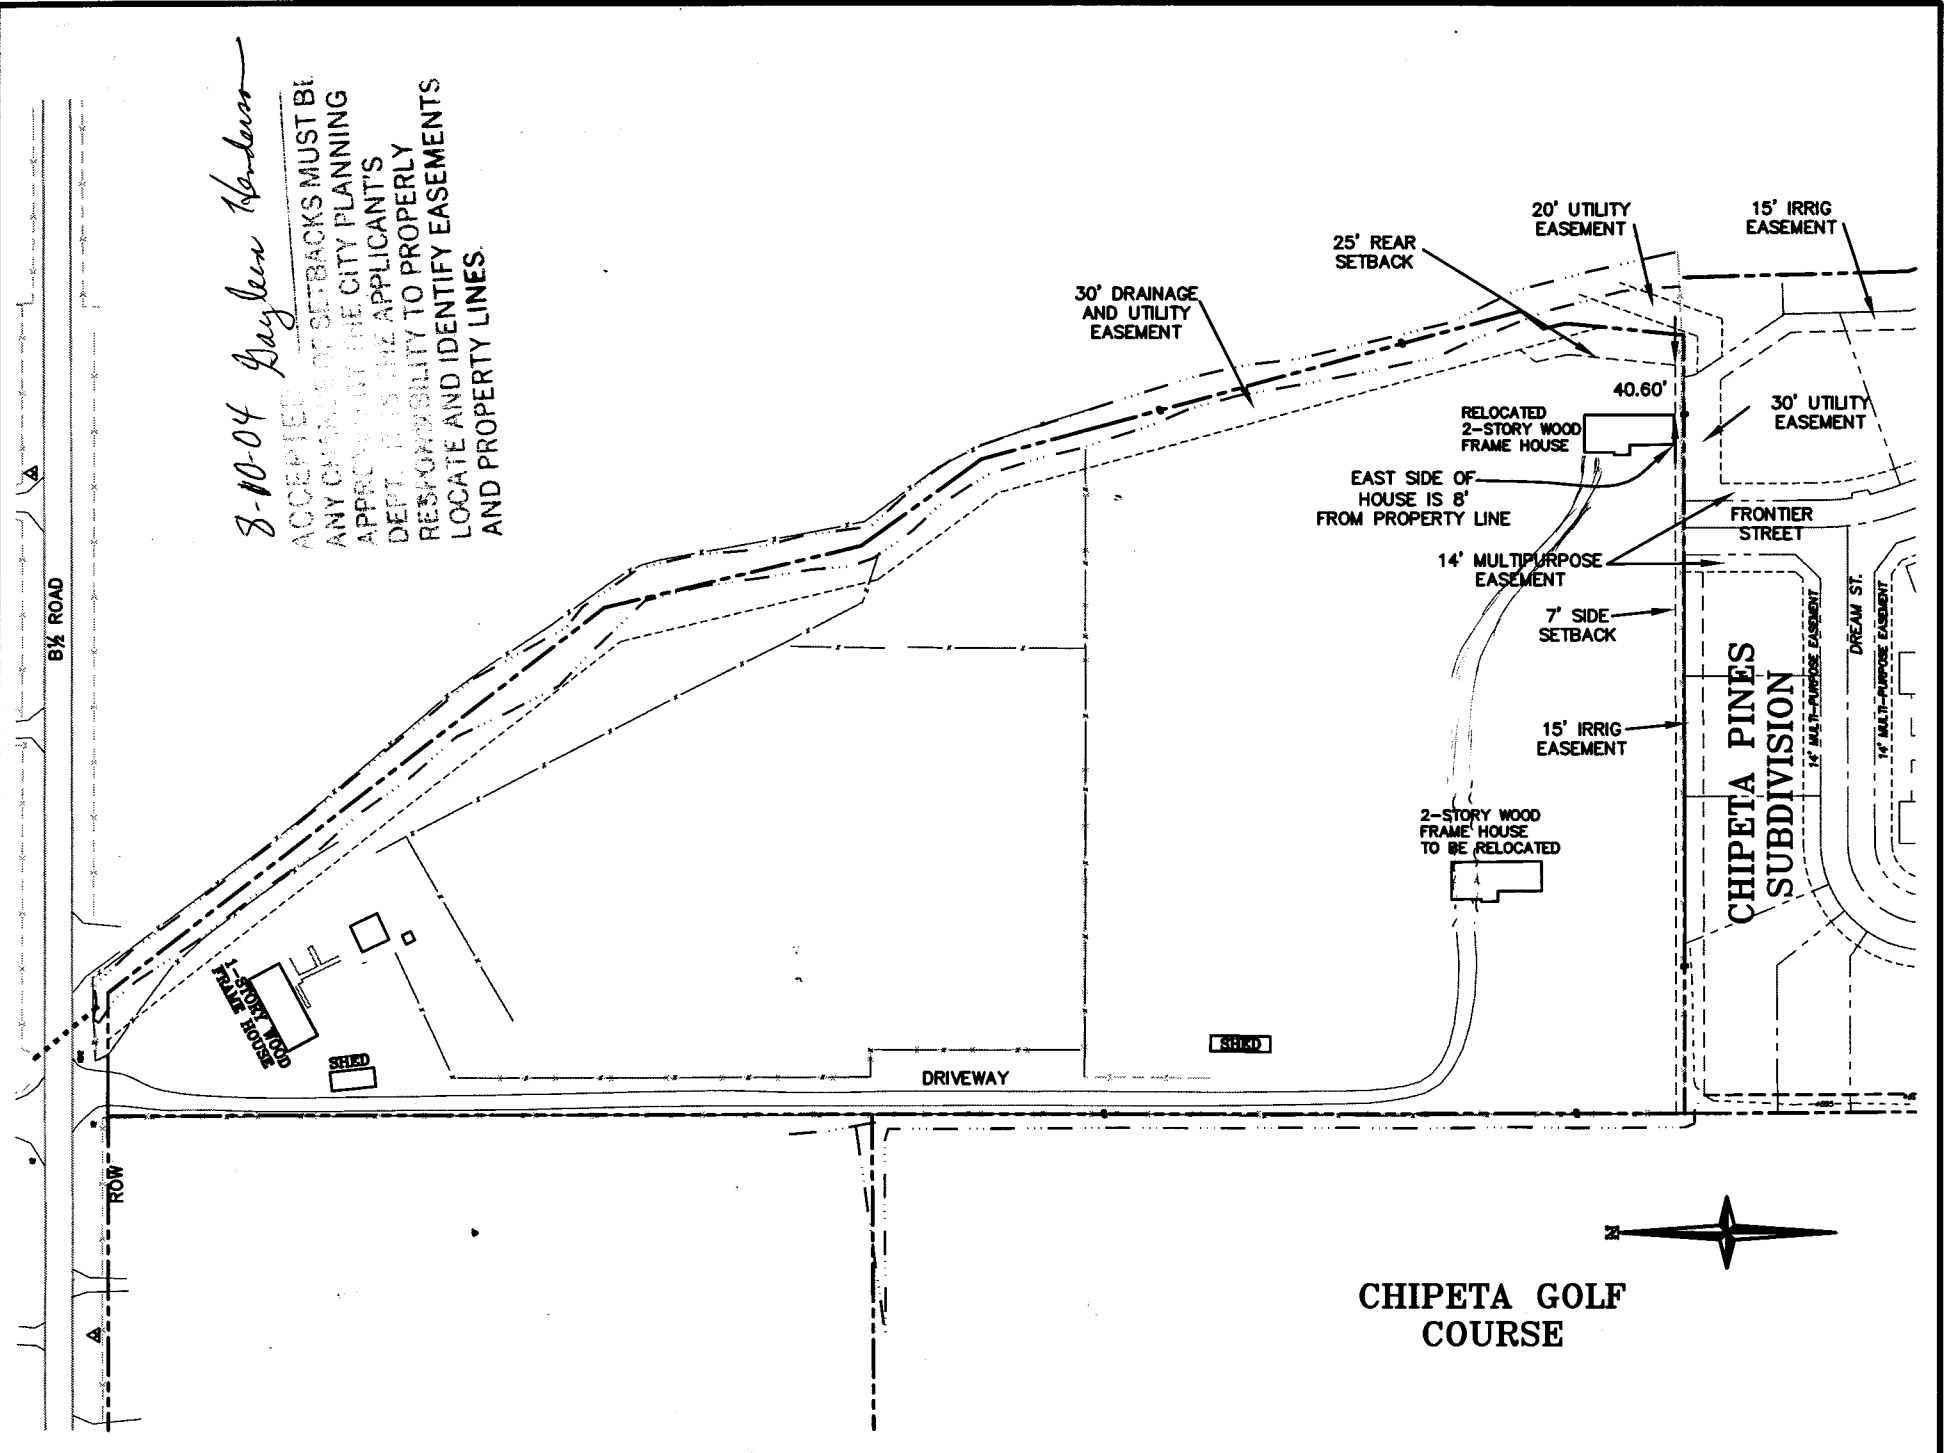 8-10-04 Gayleen Henderson
ACCEPTED
ANY CHANGE OF SETBACKS MUST BE
APPROVED BY THE CITY PLANNING
DEPT. IT IS THE APPLICANT'S
RESPONSIBILITY TO PROPERLY
LOCATE AND IDENTIFY EASEMENTS
AND PROPERTY LINES.
B½ ROAD
20' UTILITY
EASEMENT
15' IRRIG
EASEMENT
25' REAR
SETBACK
30' DRAINAGE
AND UTILITY
EASEMENT
40.60'
RELOCATED
2-STORY WOOD
FRAME HOUSE
30' UTILITY
EASEMENT
EAST SIDE OF
HOUSE IS 8'
FROM PROPERTY LINE
FRONTIER
STREET
14' MULTIPURPOSE
EASEMENT
7' SIDE
SETBACK
DREAM ST.
14' MULTI-PURPOSE EASEMENT
14' MULTI-PURPOSE EASEMENT
CHIPETA PINES
SUBDIVISION
15' IRRIG
EASEMENT
2-STORY WOOD
FRAME HOUSE
TO BE RELOCATED
1-STORY WOOD
FRAME HOUSE
SHED
SHED
DRIVEWAY
ROW
N
CHIPETA GOLF
COURSE